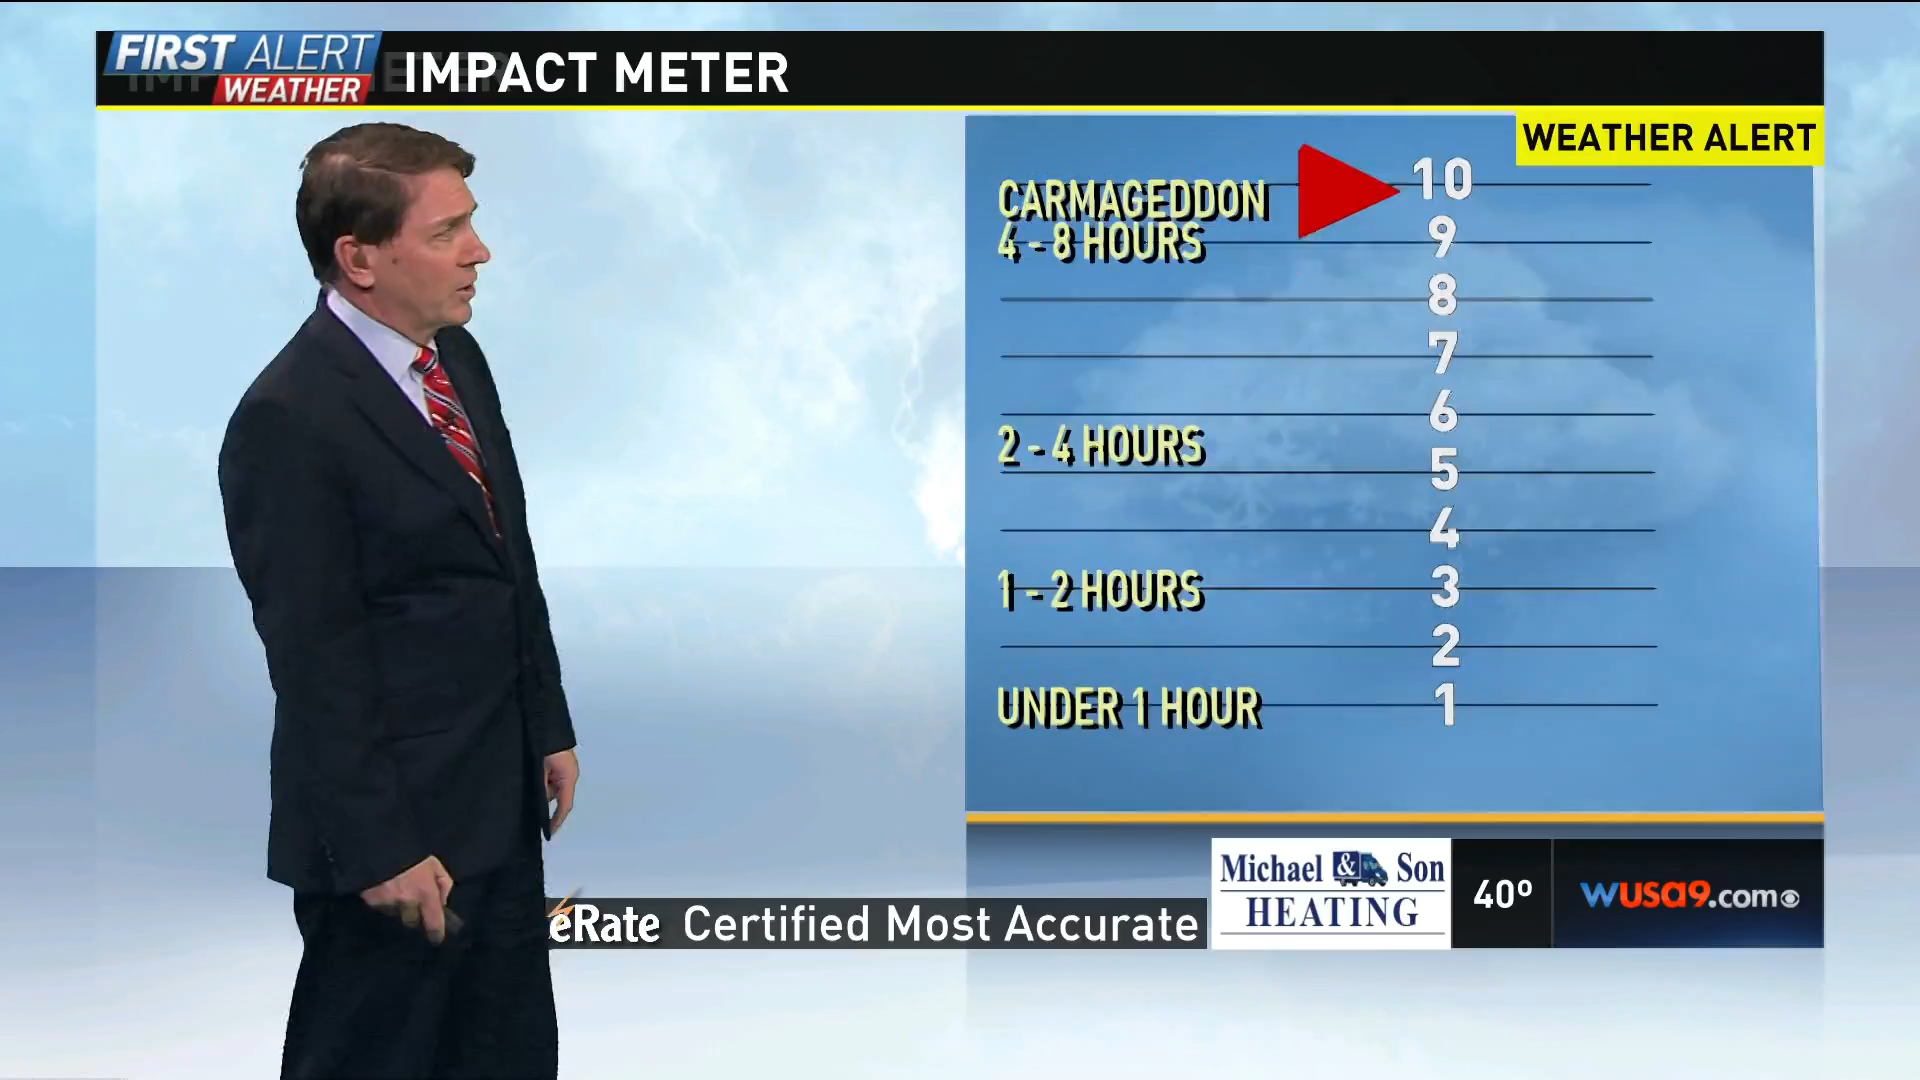 FIRST ALERT
WEATHER
IMPACT METER
WEATHER ALERT
CARMAGEDDON
4 - 8 HOURS
2 - 4 HOURS
1 - 2 HOURS
UNDER 1 HOUR
10
9
8
7
6
5
4
3
2
1
eRate Certified Most Accurate
Michael & Son
HEATING
40°
wusa9.com